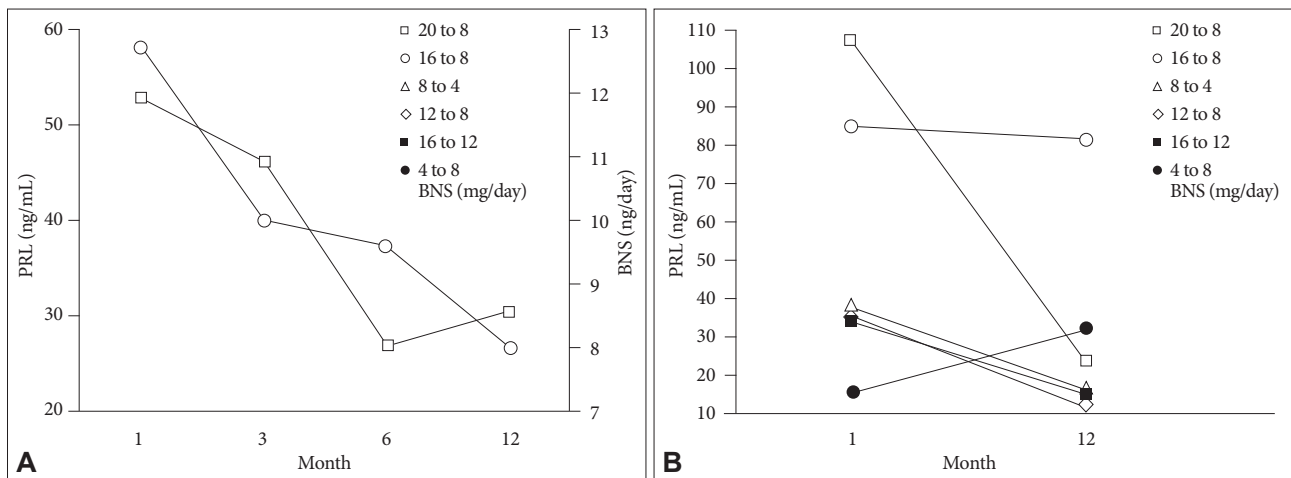 60
50
40
30
20
PRL (ng/mL)
13
12
11
10
9
8
7
BNS (ng/day)
20 to 8
16 to 8
8 to 4
12 to 8
16 to 12
4 to 8
BNS (mg/day)
1 3 6 12
Month
A
110
100
90
80
70
60
50
40
30
20
10
PRL (ng/mL)
20 to 8
16 to 8
8 to 4
12 to 8
16 to 12
4 to 8
BNS (mg/day)
1 12
Month
B